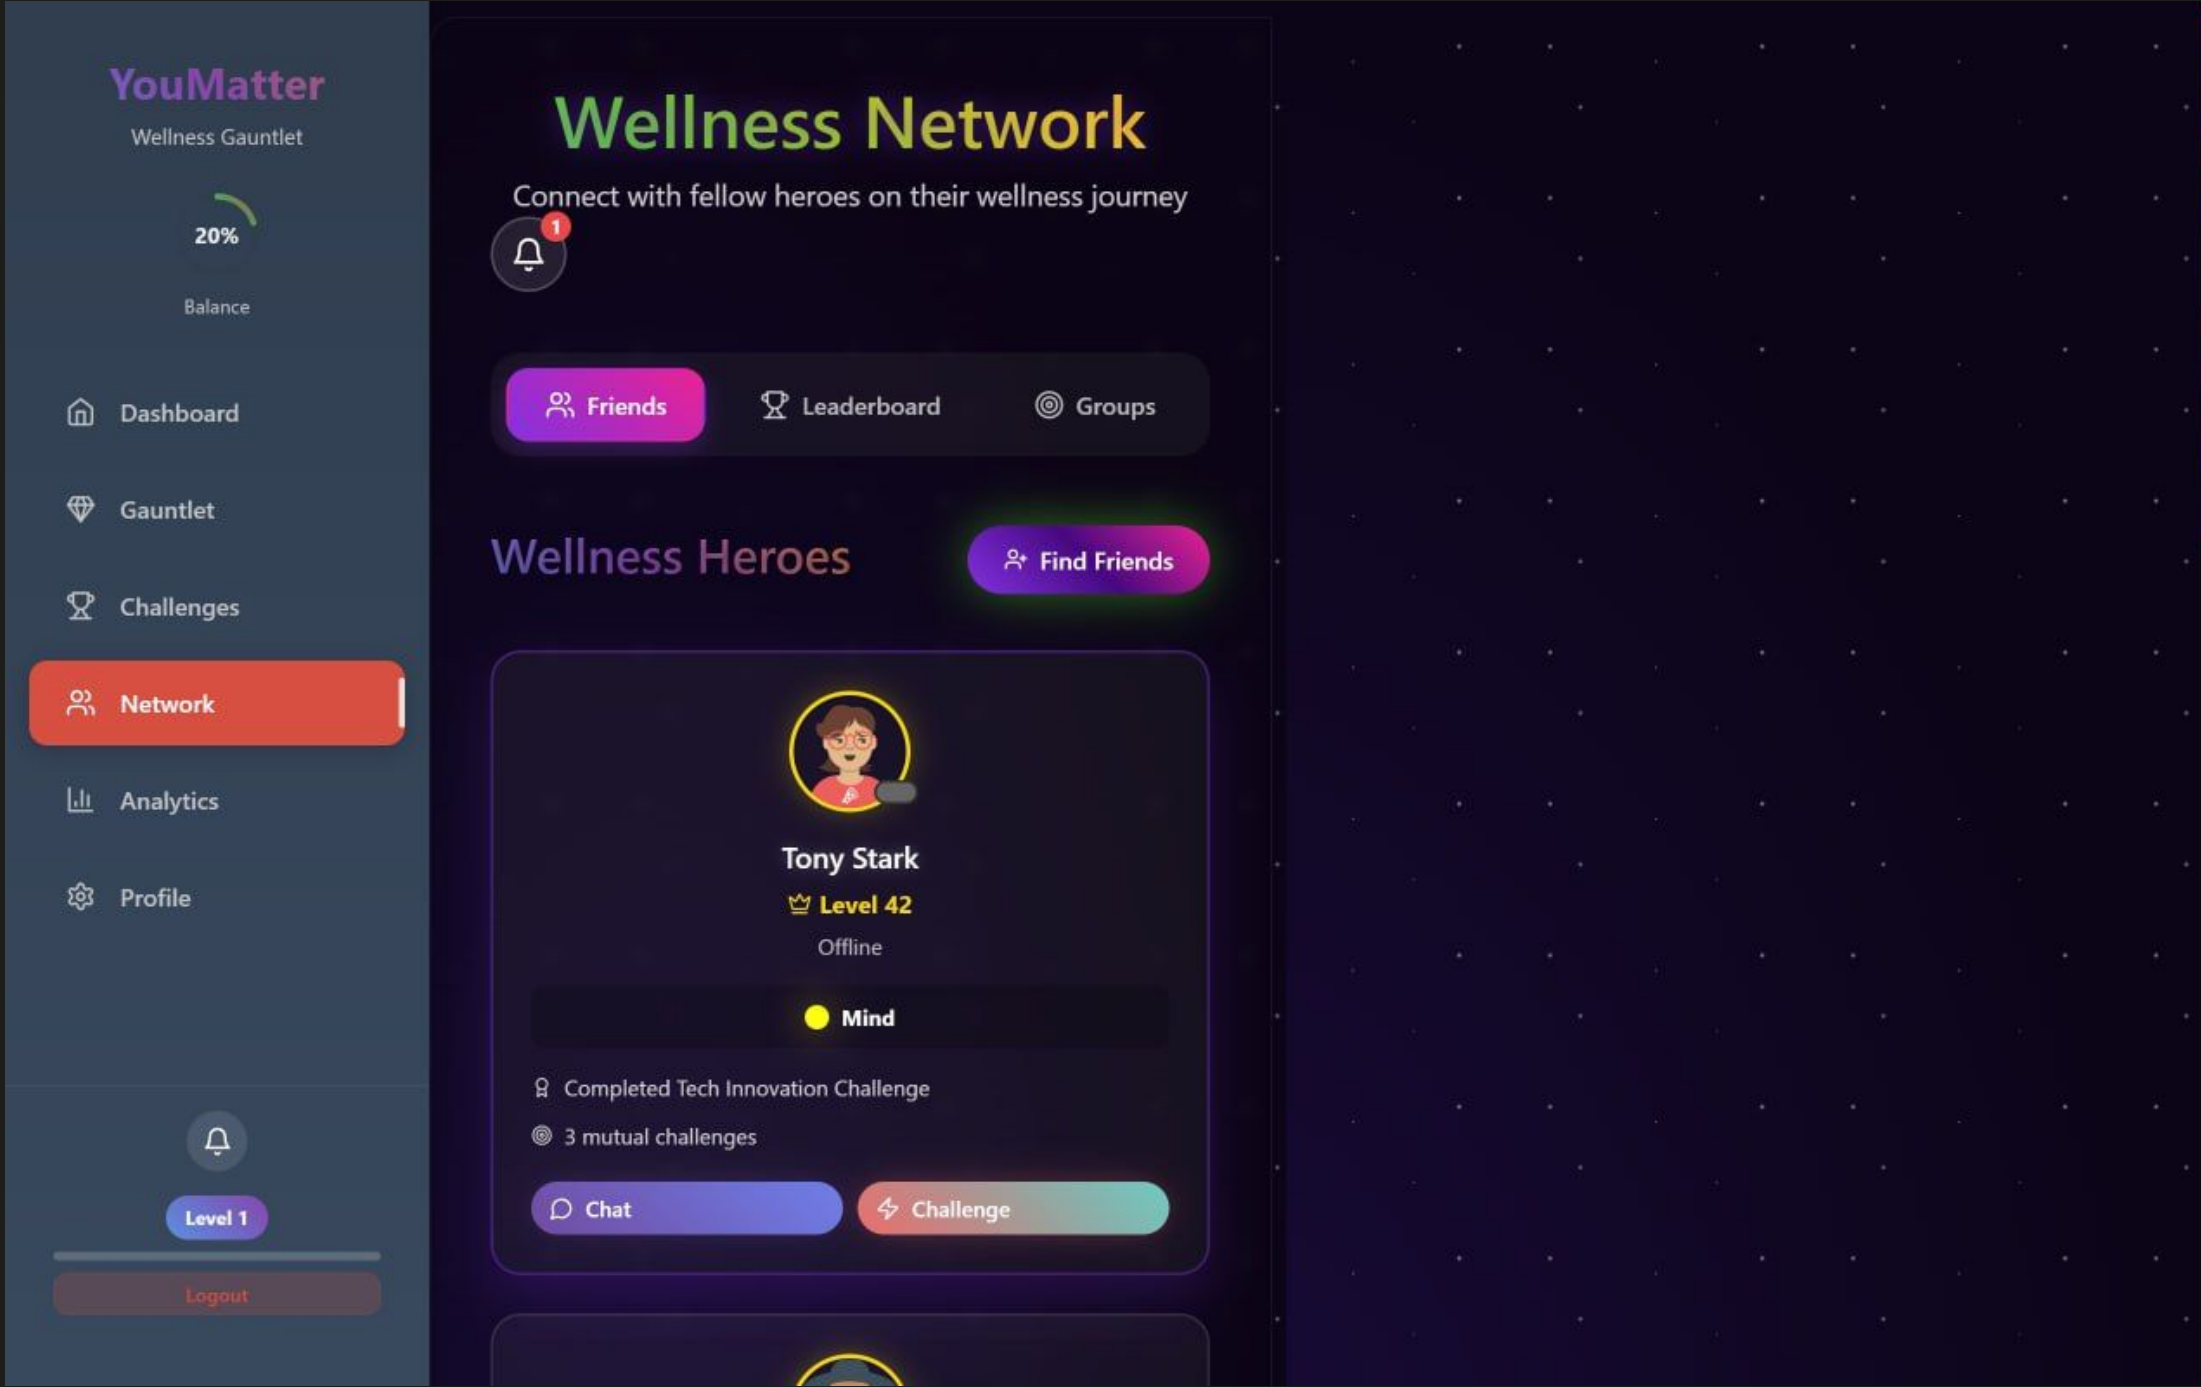 YouMatter
Wellness Gauntlet
20%
Balance
Dashboard
Gauntlet
Challenges
Network
Analytics
Profile
Level 1
Logout
Wellness Network
Connect with fellow heroes on their wellness journey
1
Friends
Leaderboard
Groups
Wellness Heroes
Find Friends
Tony Stark
Level 42
Offline
Mind
Completed Tech Innovation Challenge
3 mutual challenges
Chat
Challenge